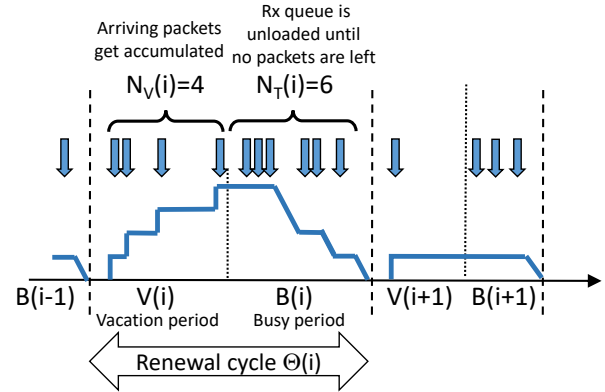 Arriving packets
get accumulated
N_V(i)=4
Rx queue is
unloaded until
no packets are left
N_T(i)=6
B(i-1)
V(i)
B(i)
V(i+1)
B(i+1)
Vacation period
Busy period
Renewal cycle Θ(i)